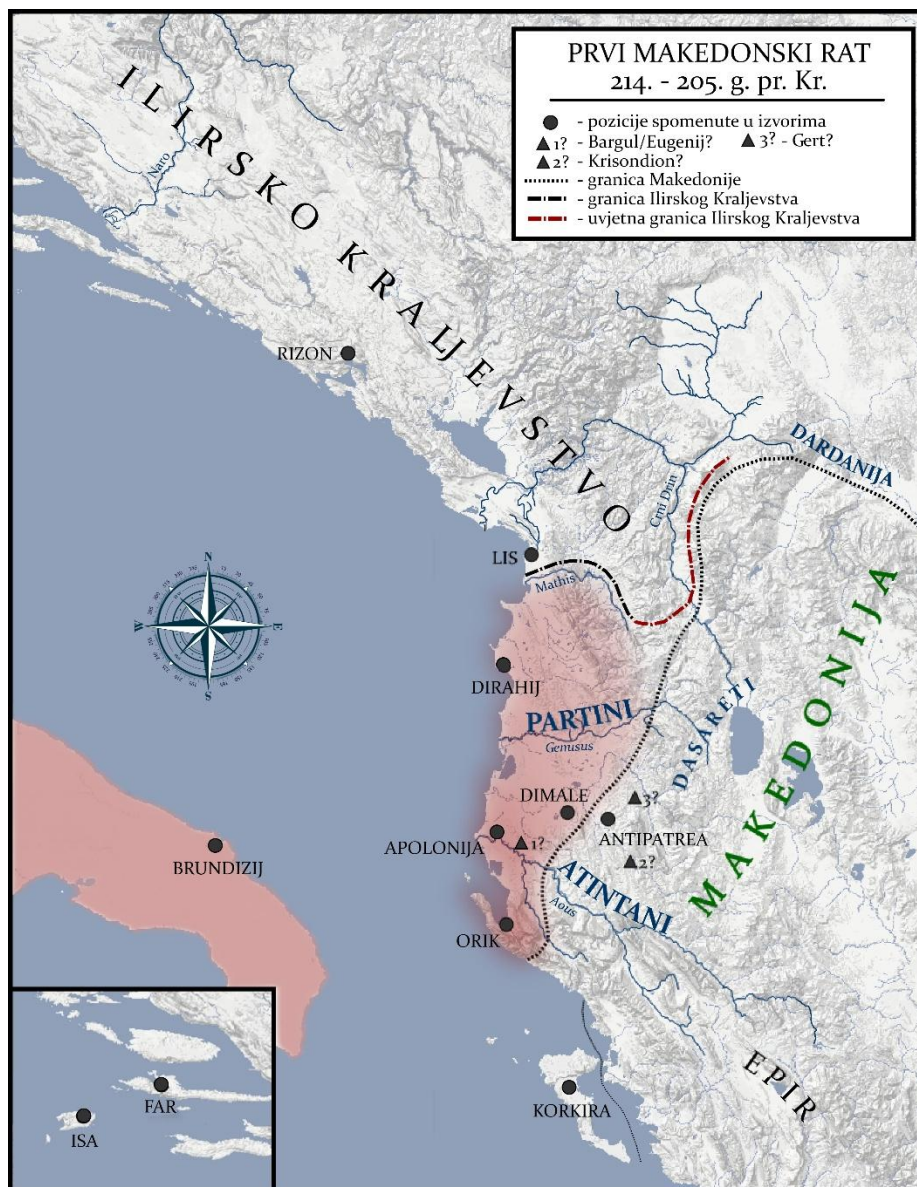 PRVI MAKEDONSKI RAT
214. - 205. g. pr. Kr.
- pozicije spomenute u izvorima
1? - Bargul/Eugenij? 3? - Gert?
2? - Krisondion?
- granica Makedonije
- granica Ilirskog Kraljevstva
- uvjetna granica Ilirskog Kraljevstva
ILIRSKO KRALJEVSTVO
Naro
RIZON
DARDANIJA
Crni Drin
LIS
Mathis
N
W E
S
MAKEDONIJA
DIRAHIJ
PARTINI
Genusus
DASARETI
DIMALE
3?
ANTIPATREA
APOLONIJA
1?
2?
BRUNDIZIJ
ATINTANI
Aous
ORIK
EPIR
KORKIRA
FAR
ISA